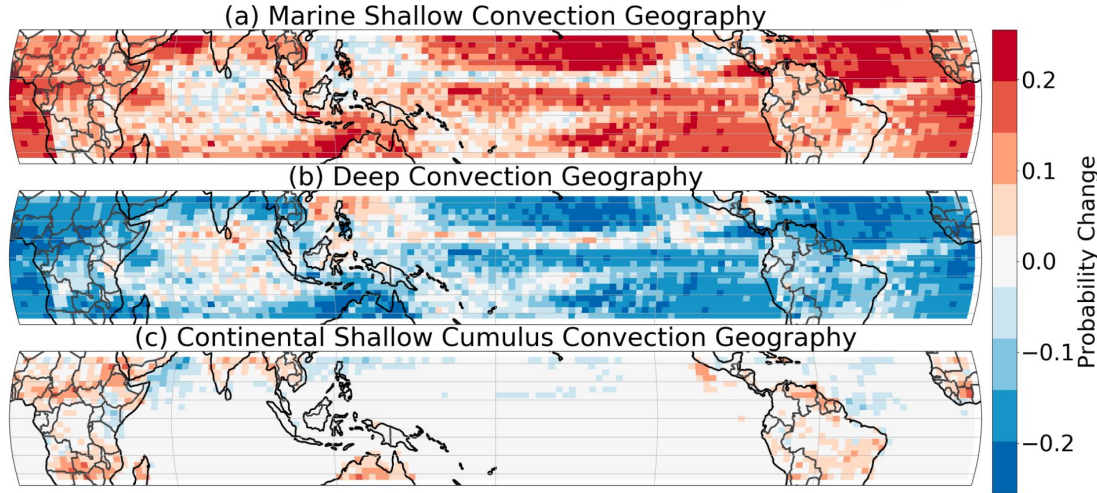 (a) Marine Shallow Convection Geography
(b) Deep Convection Geography
(c) Continental Shallow Cumulus Convection Geography
0.2
0.1
0.0
−0.1
−0.2
Probability Change